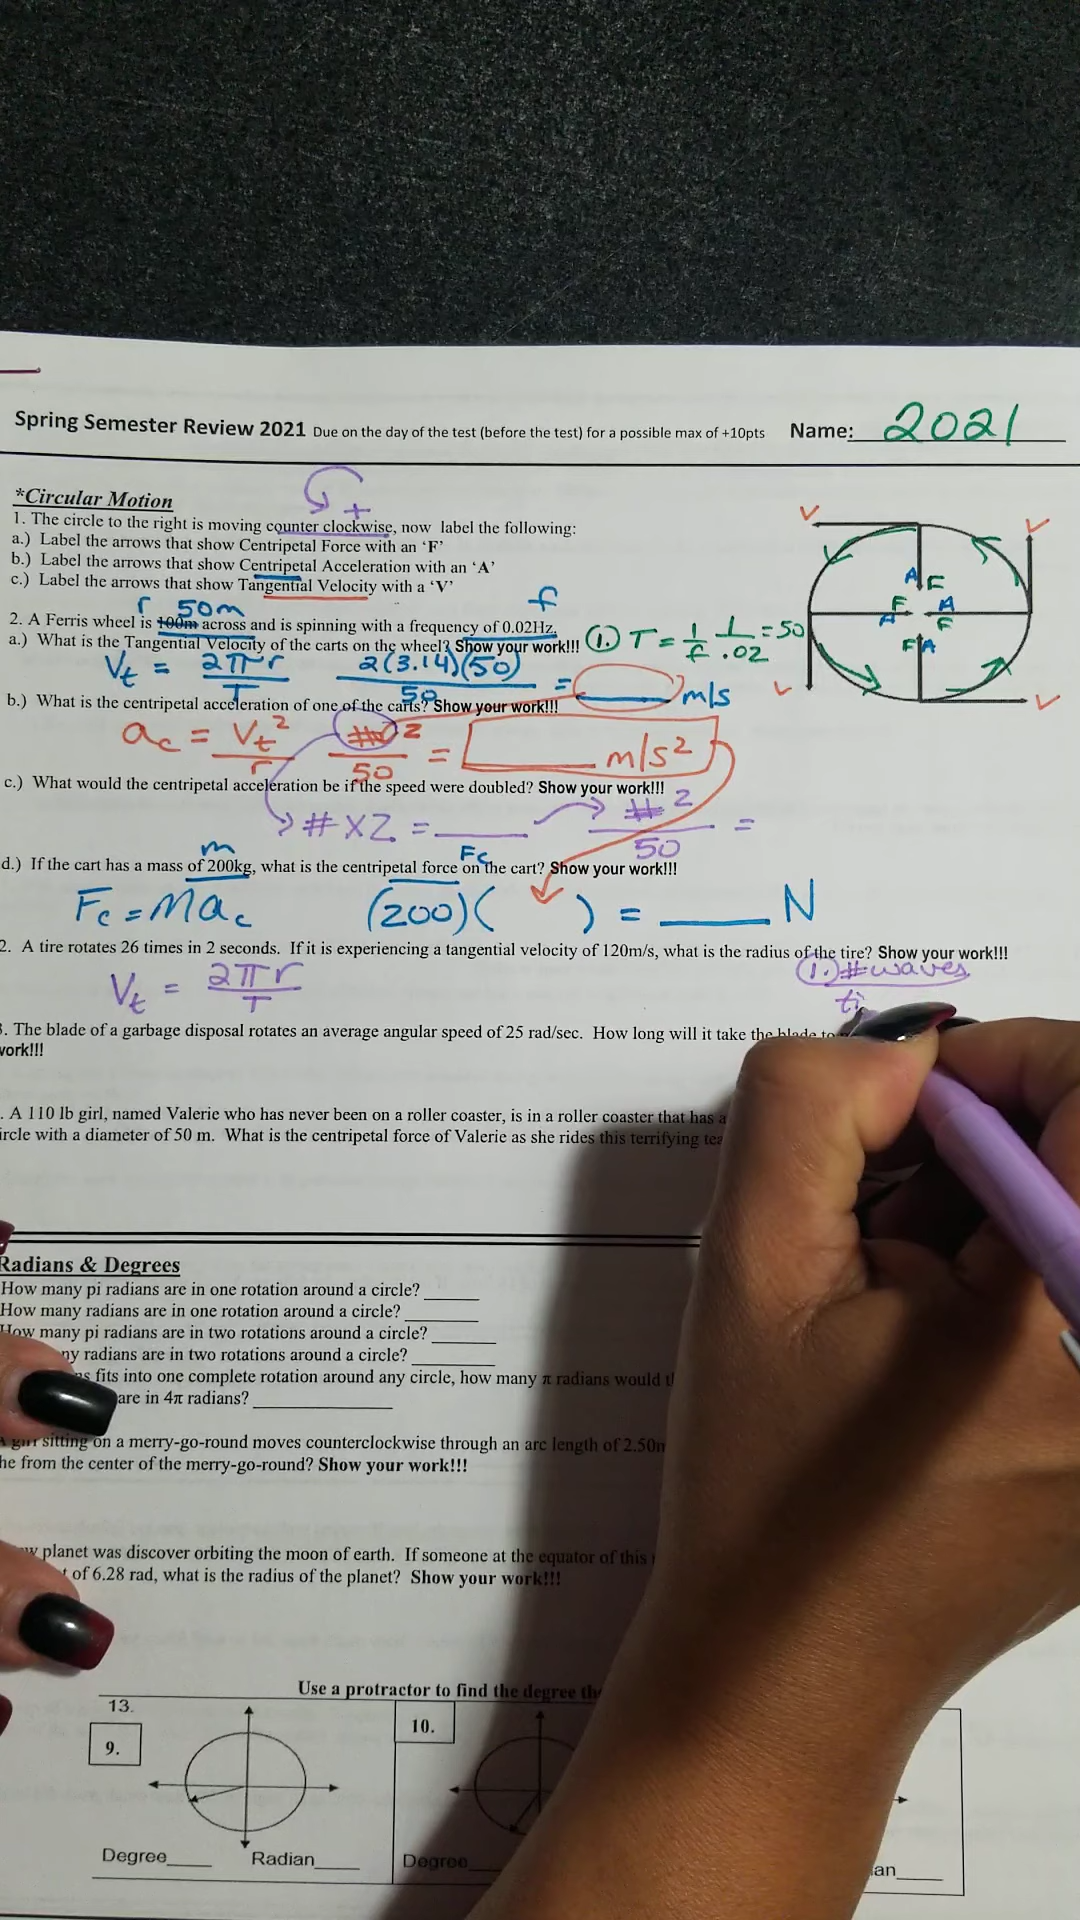 Spring Semester Review 2021 Due on the day of the test (before the test) for a possible max of +10pts Name: 2021
*Circular Motion
+
1. The circle to the right is moving counter clockwise, now label the following:
a.) Label the arrows that show Centripetal Force with an ‘F’
b.) Label the arrows that show Centripetal Acceleration with an ‘A’
c.) Label the arrows that show Tangential Velocity with a ‘V’
V V
A F
F A
A F
F A
V V
r 50m f
2. A Ferris wheel is 100m across and is spinning with a frequency of 0.02Hz.
a.) What is the Tangential Velocity of the carts on the wheel? Show your work!!! (1.) T = 1/f 1/.02 = 50
Vt = 2πr/T 2(3.14)(50)/50 = m/s
b.) What is the centripetal acceleration of one of the carts? Show your work!!!
ac = Vt²/r #²/50 = m/s²
c.) What would the centripetal acceleration be if the speed were doubled? Show your work!!!
#x2 = #²/50 =
m Fc
d.) If the cart has a mass of 200kg, what is the centripetal force on the cart? Show your work!!!
Fc = mac (200)( ) = N
2. A tire rotates 26 times in 2 seconds. If it is experiencing a tangential velocity of 120m/s, what is the radius of the tire? Show your work!!!
Vt = 2πr/T (1.) #waves/ti
. The blade of a garbage disposal rotates an average angular speed of 25 rad/sec. How long will it take the blade to
work!!!
. A 110 lb girl, named Valerie who has never been on a roller coaster, is in a roller coaster that has a
ircle with a diameter of 50 m. What is the centripetal force of Valerie as she rides this terrifying
Radians & Degrees
How many pi radians are in one rotation around a circle?
How many radians are in one rotation around a circle?
How many pi radians are in two rotations around a circle?
ny radians are in two rotations around a circle?
fits into one complete rotation around any circle, how many π radians would
are in 4π radians?
girl sitting on a merry-go-round moves counterclockwise through an arc length of 2.50m
he from the center of the merry-go-round? Show your work!!!
planet was discover orbiting the moon of earth. If someone at the equator of this
of 6.28 rad, what is the radius of the planet? Show your work!!!
Use a protractor to find the degree
13.
9. 10.
Degree Radian Degree ian